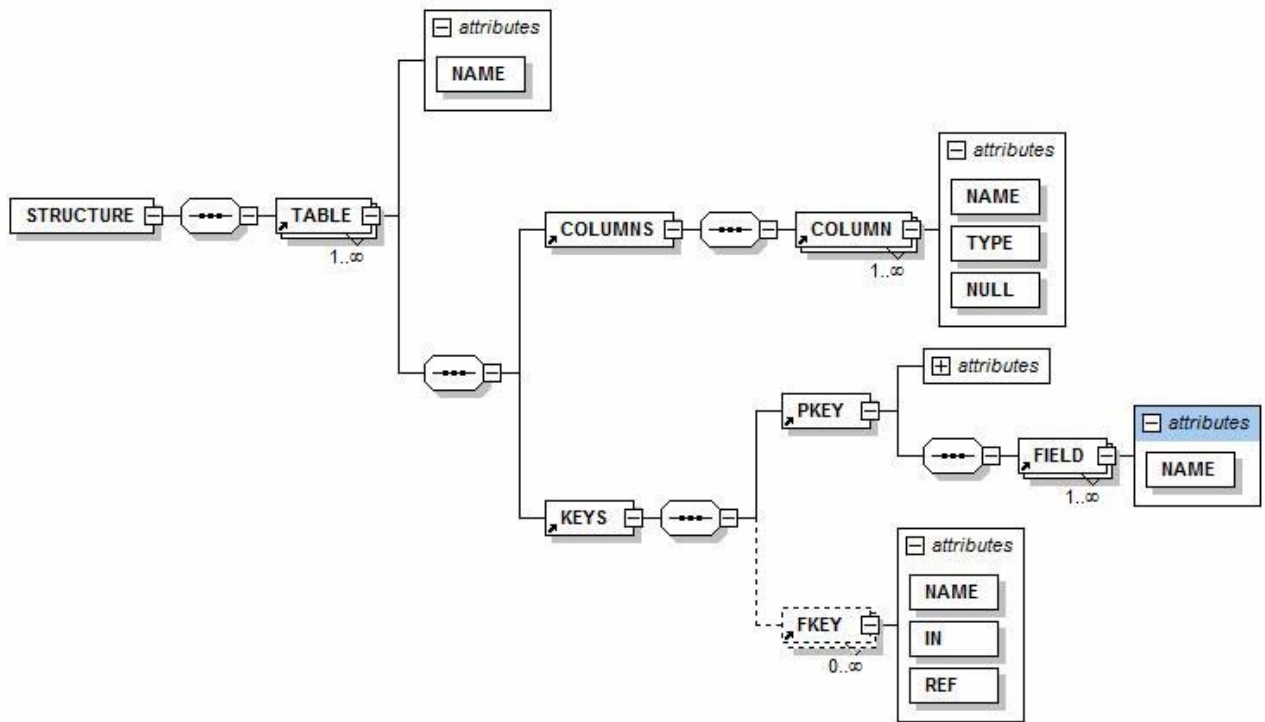 attributes
NAME
STRUCTURE
TABLE
1..∞
COLUMNS
COLUMN
1..∞
attributes
NAME
TYPE
NULL
KEYS
PKEY
attributes
FIELD
1..∞
attributes
NAME
FKEY
0..∞
attributes
NAME
IN
REF